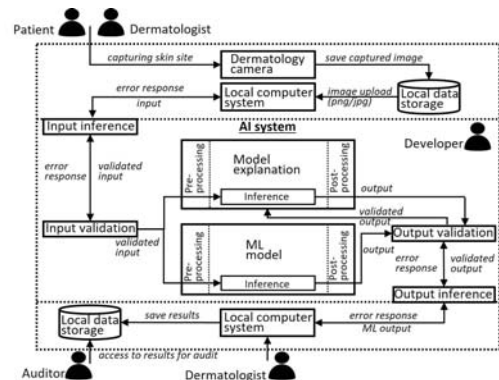 Patient
Dermatologist
capturing skin site
Dermatology
camera
save captured image
error response
input
Local computer
system
image upload
(png/jpg)
Local data
storage
Input inference
AI system
Developer
error
response
validated
input
Pre-
processing
Model
explanation
Inference
Post-
processing
output
validated
output
Input validation
validated
input
Output validation
Pre-
processing
ML
model
Inference
Post-
processing
output
error
response
validated
output
Output inference
Local data
storage
save results
Local computer
system
error response
ML output
Auditor
access to results for audit
Dermatologist